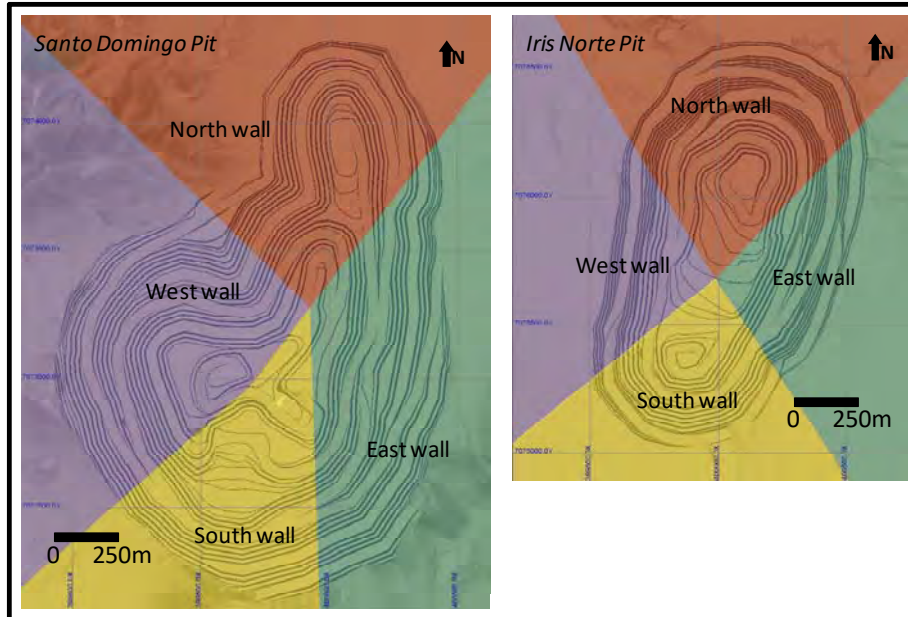 Santo Domingo Pit
N
North wall
West wall
East wall
South wall
0 250m
Iris Norte Pit
N
North wall
West wall
East wall
South wall
0 250m